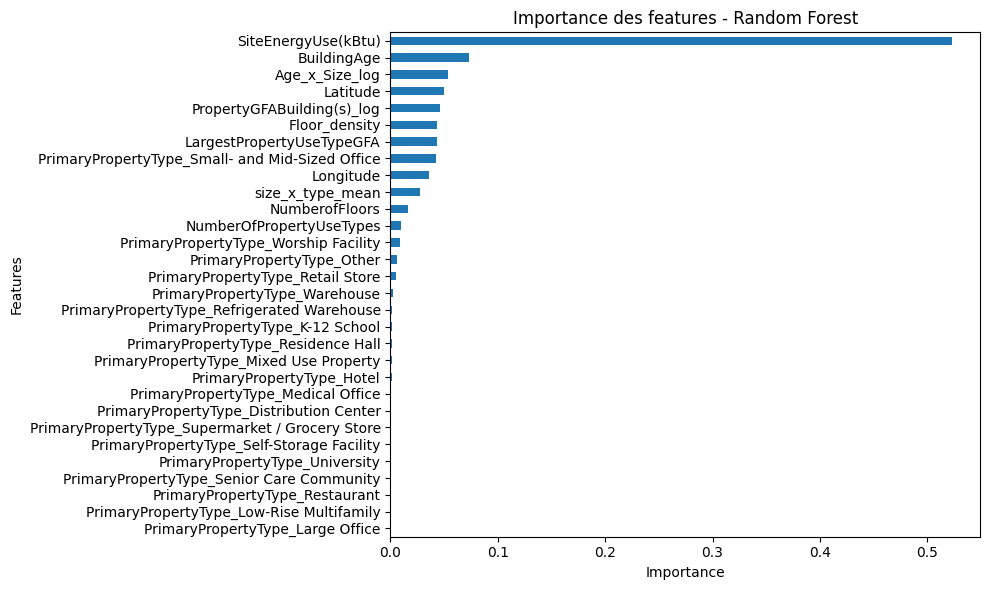 Importance des features - Random Forest
SiteEnergyUse(kBtu)
BuildingAge
Age_x_Size_log
Latitude
PropertyGFABuilding(s)_log
Floor_density
LargestPropertyUseTypeGFA
PrimaryPropertyType_Small- and Mid-Sized Office
Longitude
size_x_type_mean
NumberofFloors
NumberOfPropertyUseTypes
PrimaryPropertyType_Worship Facility
PrimaryPropertyType_Other
PrimaryPropertyType_Retail Store
PrimaryPropertyType_Warehouse
PrimaryPropertyType_Refrigerated Warehouse
PrimaryPropertyType_K-12 School
PrimaryPropertyType_Residence Hall
PrimaryPropertyType_Mixed Use Property
PrimaryPropertyType_Hotel
PrimaryPropertyType_Medical Office
PrimaryPropertyType_Distribution Center
PrimaryPropertyType_Supermarket / Grocery Store
PrimaryPropertyType_Self-Storage Facility
PrimaryPropertyType_University
PrimaryPropertyType_Senior Care Community
PrimaryPropertyType_Restaurant
PrimaryPropertyType_Low-Rise Multifamily
PrimaryPropertyType_Large Office
Features
0.0 0.1 0.2 0.3 0.4 0.5
Importance